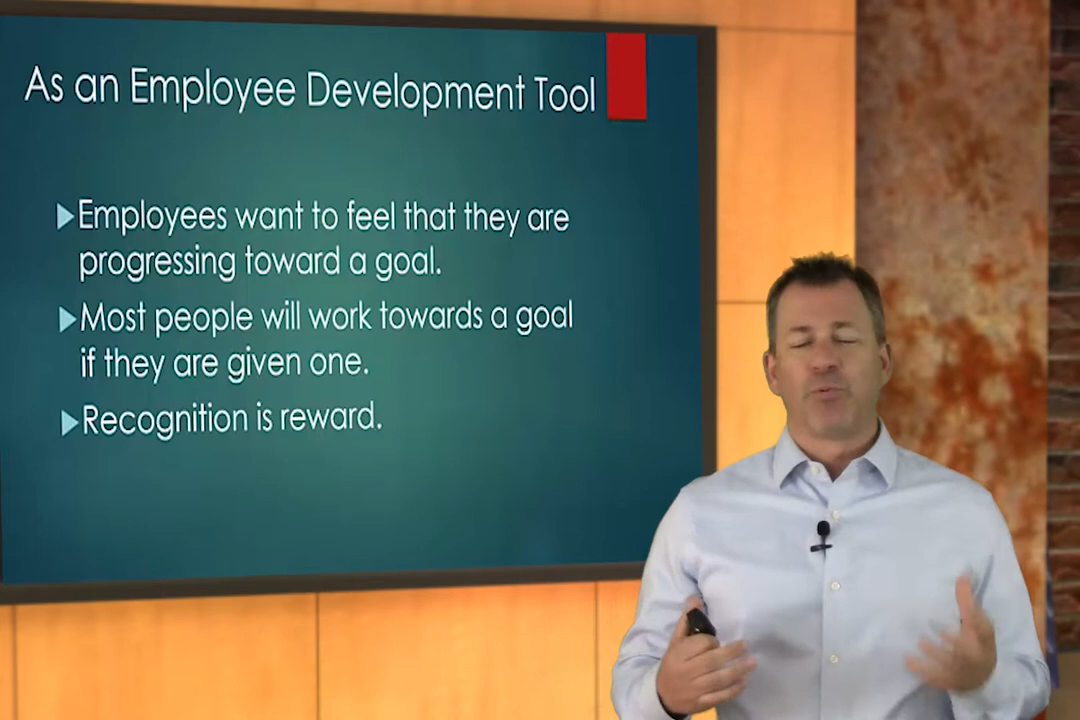 As an Employee Development Tool
Employees want to feel that they are
progressing toward a goal.
Most people will work towards a goal
if they are given one.
Recognition is reward.